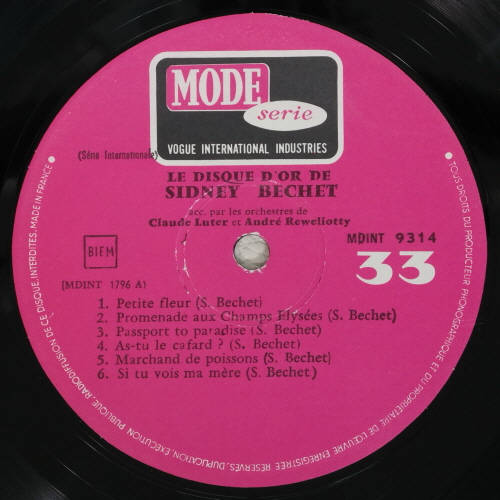 MODE
serie
VOGUE INTERNATIONAL INDUSTRIES
(Série Internationale)
LE DISQUE D'OR DE
SIDNEY BECHET
acc. par les orchestres de
Claude Luter et André Reweliotty
BIEM
MDINT 9314
33
(MDINT 1796 A)
1. Petite fleur (S. Bechet)
2. Promenade aux Champs Elysées (S. Bechet)
3. Passport to paradise (S. Bechet)
4. As-tu le cafard ? (S. Bechet)
5. Marchand de poissons (S. Bechet)
6. Si tu vois ma mère (S. Bechet)
TOUS DROITS DU PRODUCTEUR PHONOGRAPHIQUE ET DU PROPRIETAIRE DE L'ŒUVRE ENREGISTREE RESERVES, DUPLICATION, EXECUTION PUBLIQUE, RADIODIFFUSION DE CE DISQUE INTERDITES. MADE IN FRANCE